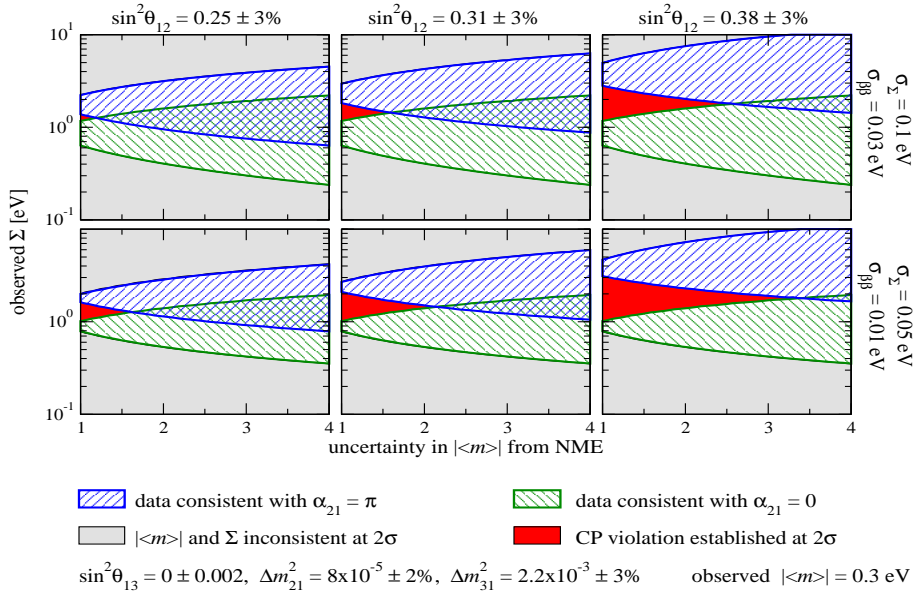 sin²θ₁₂ = 0.25 ± 3% sin²θ₁₂ = 0.31 ± 3% sin²θ₁₂ = 0.38 ± 3%
10¹
10⁰
10⁻¹
σ_Σ = 0.1 eV
σ_ββ = 0.03 eV
observed Σ [eV]
10⁰
10⁻¹
σ_Σ = 0.05 eV
σ_ββ = 0.01 eV
1 2 3 4 1 2 3 4 1 2 3 4
uncertainty in |<m>| from NME
data consistent with α₂₁ = π
data consistent with α₂₁ = 0
|<m>| and Σ inconsistent at 2σ
CP violation established at 2σ
sin²θ₁₃ = 0 ± 0.002, Δm²₂₁ = 8x10⁻⁵ ± 2%, Δm²₃₁ = 2.2x10⁻³ ± 3% observed |<m>| = 0.3 eV